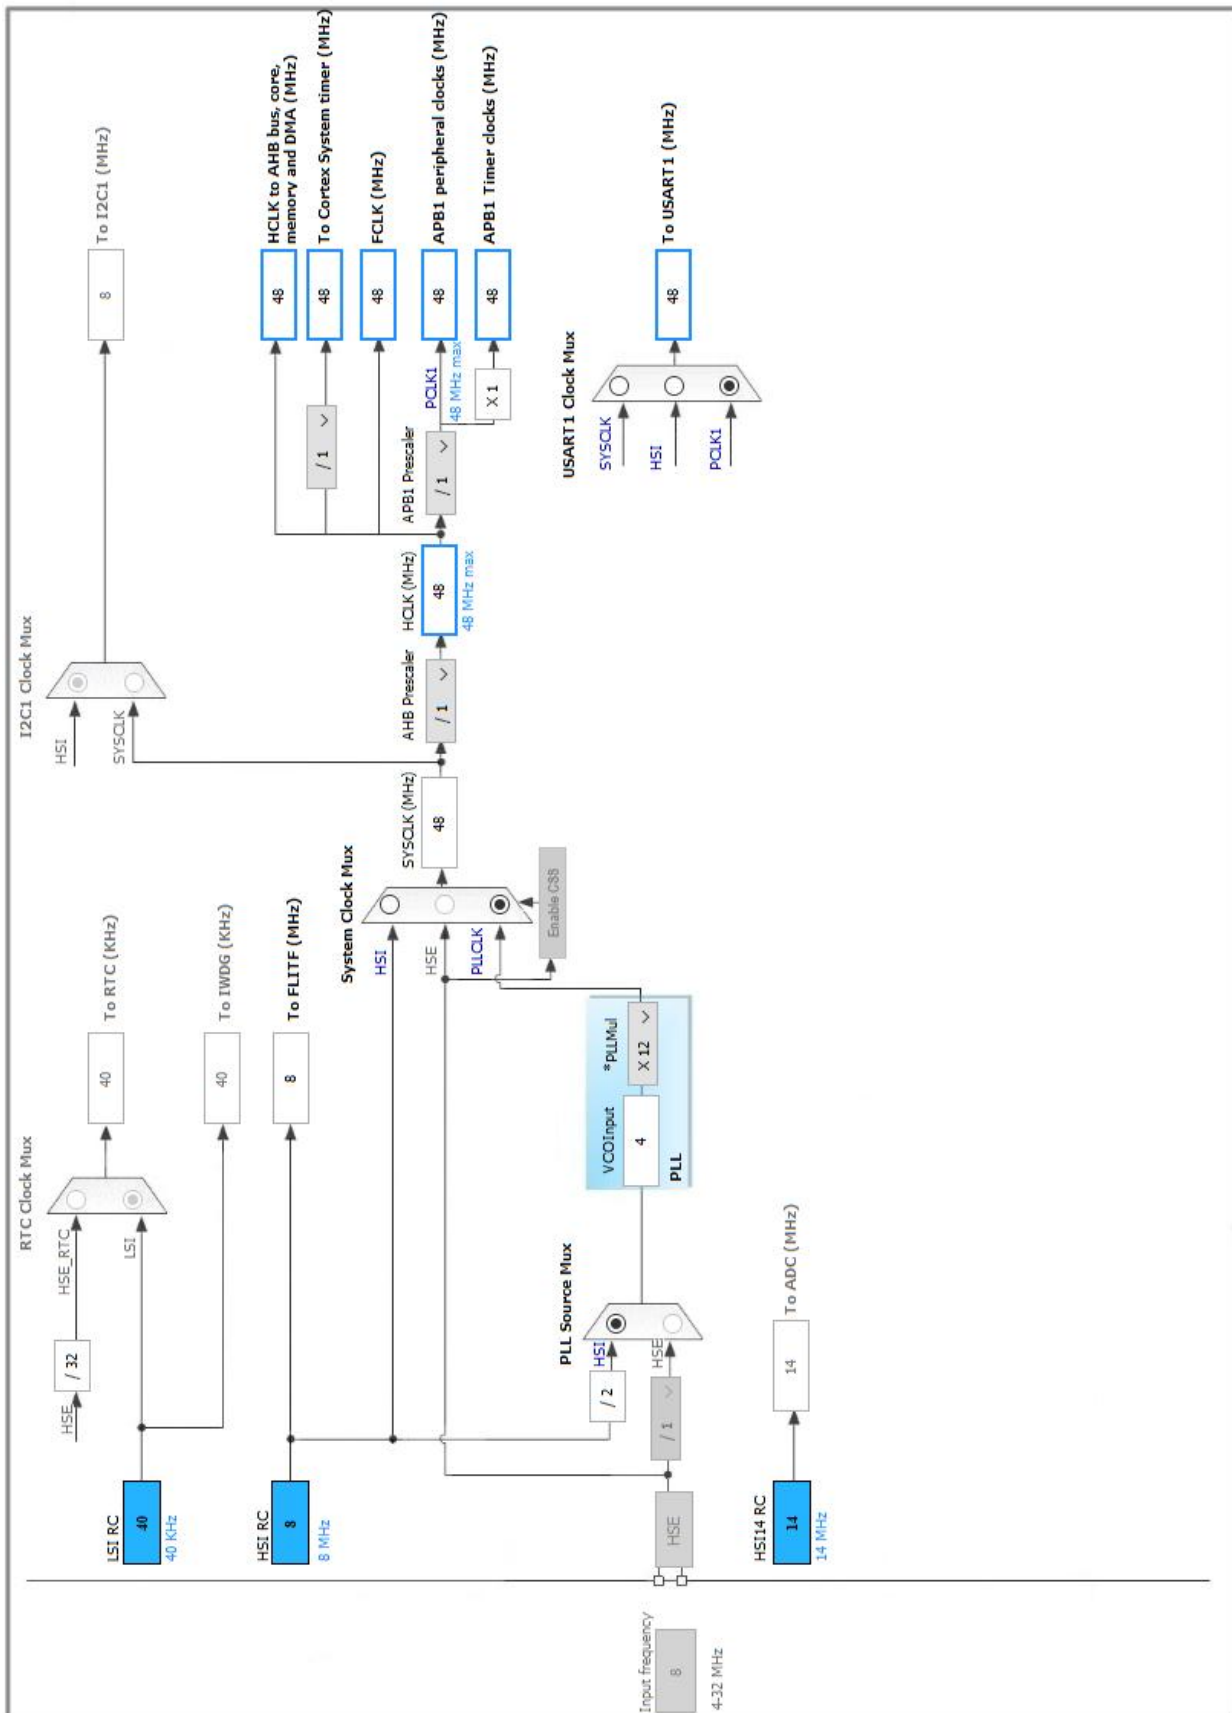 RTC Clock Mux
HSE
/ 32
HSE_RTC
LSI
40
To RTC (KHz)
LSI RC
40
40 KHz
40
To IWDG (KHz)
HSI RC
8
8 MHz
8
To FLITF (MHz)
I2C1 Clock Mux
HSI
SYSCLK
8
To I2C1 (MHz)
System Clock Mux
HSI
HSE
PLLCLK
Enable CSS
SYSCLK (MHz)
48
AHB Prescaler
/ 1
HCLK (MHz)
48
48 MHz max
APB1 Prescaler
/ 1
PCLK1
48 MHz max
/ 1
X 1
48
HCLK to AHB bus, core,
memory and DMA (MHz)
48
To Cortex System timer (MHz)
48
FCLK (MHz)
48
APB1 peripheral clocks (MHz)
48
APB1 Timer clocks (MHz)
PLL Source Mux
/ 2
HSI
HSE
/ 1
VCOInput
4
*PLLMul
X 12
PLL
Input frequency
8
4-32 MHz
HSE
USART1 Clock Mux
SYSCLK
HSI
PCLK1
48
To USART1 (MHz)
HSI14 RC
14
14 MHz
14
To ADC (MHz)